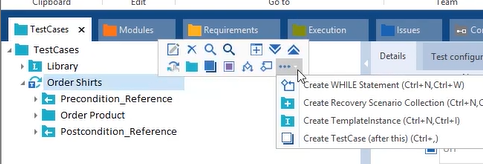 Clipboard Edit Go to Team
TestCases Modules Requirements Execution Issues
TestCases
Library
Order Shirts
Precondition_Reference
Order Product
Postcondition_Reference
Details Test configura
Create WHILE Statement (Ctrl+N,Ctrl+W)
Create Recovery Scenario Collection (Ctrl+N,
Create TemplateInstance (Ctrl+N,Ctrl+I)
Create TestCase (after this) (Ctrl+,)
Off